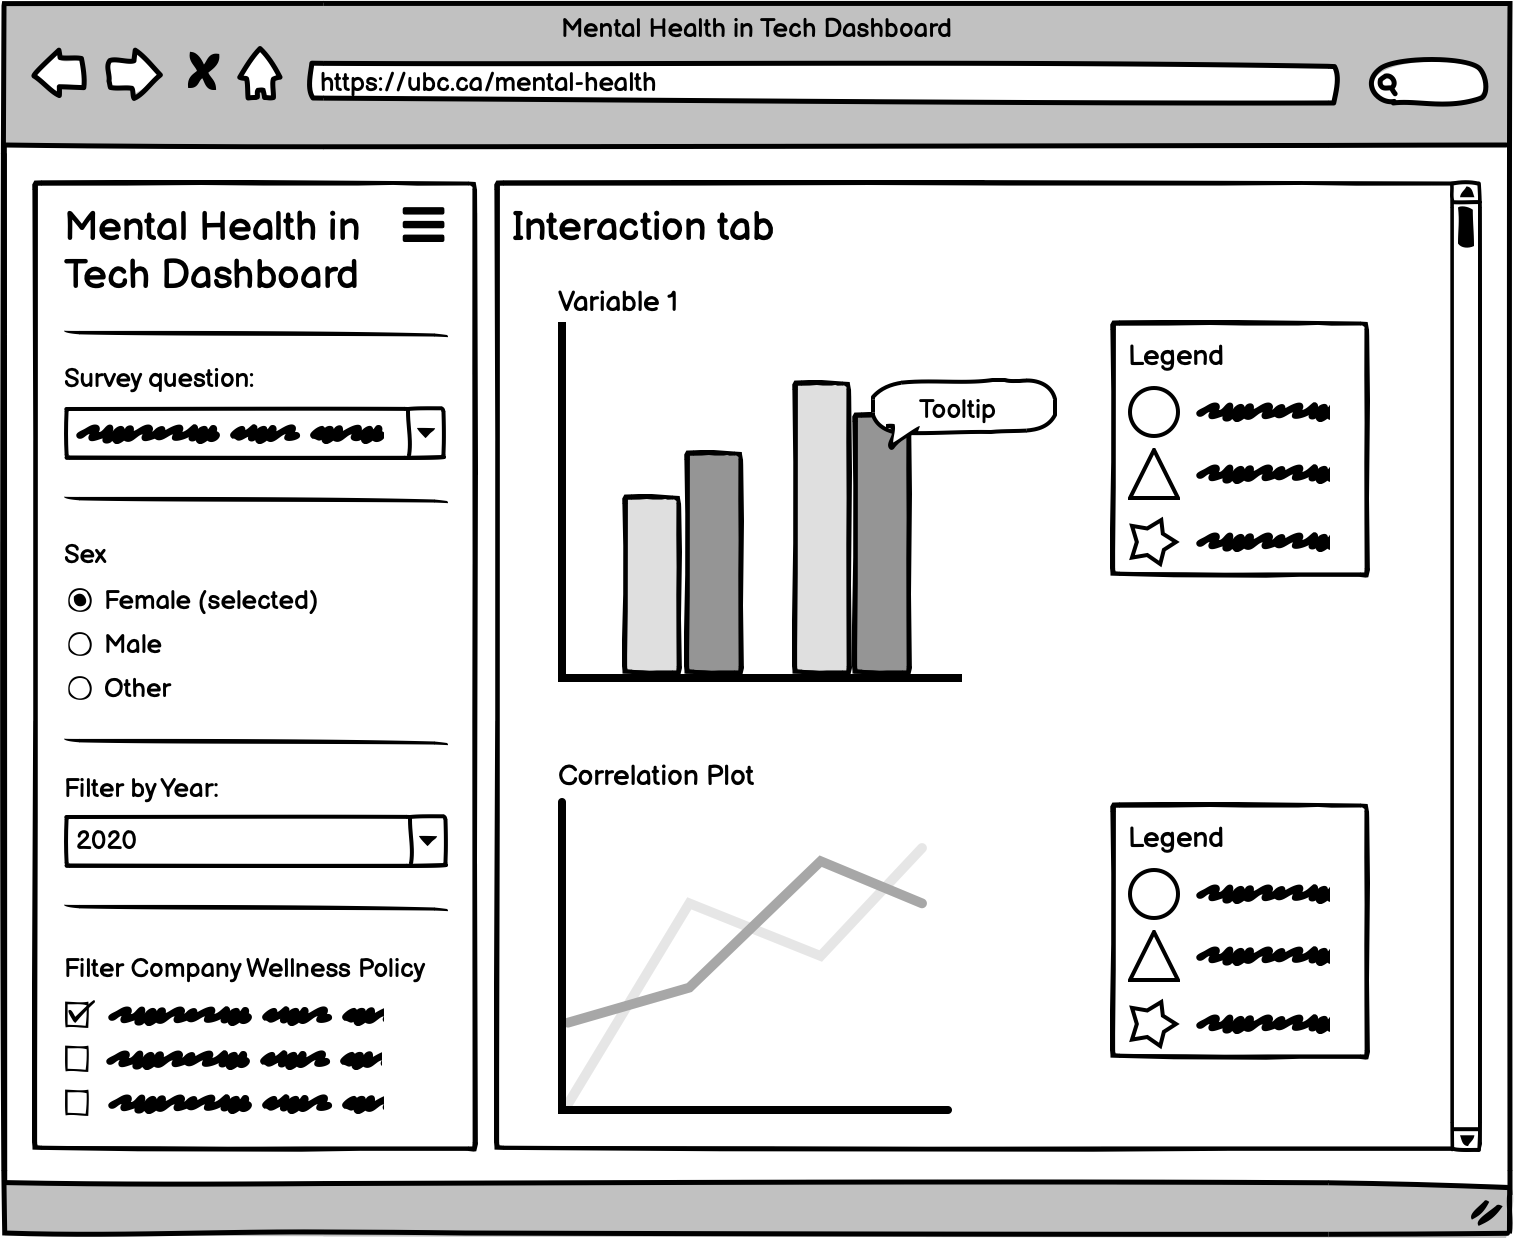 Mental Health in Tech Dashboard
https://ubc.ca/mental-health
Mental Health in
Tech Dashboard
Survey question:
Sex
Female (selected)
Male
Other
Filter by Year:
2020
Filter Company Wellness Policy
Interaction tab
Variable 1
Tooltip
Legend
Correlation Plot
Legend